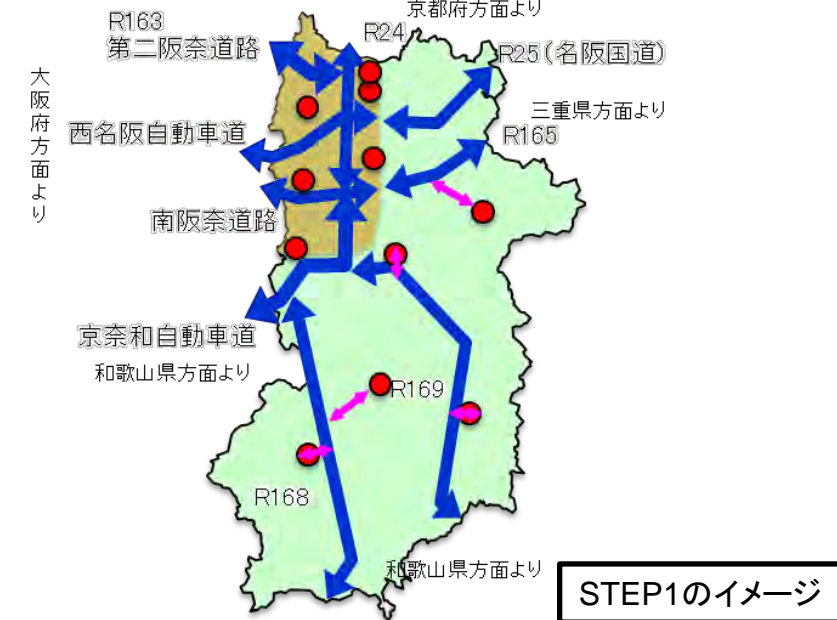 京都府方面より
R163
第二阪奈道路
R24
R25(名阪国道)
大阪府方面より
三重県方面より
西名阪自動車道
R165
南阪奈道路
京奈和自動車道
和歌山県方面より
R169
R168
和歌山県方面より
STEP1のイメージ